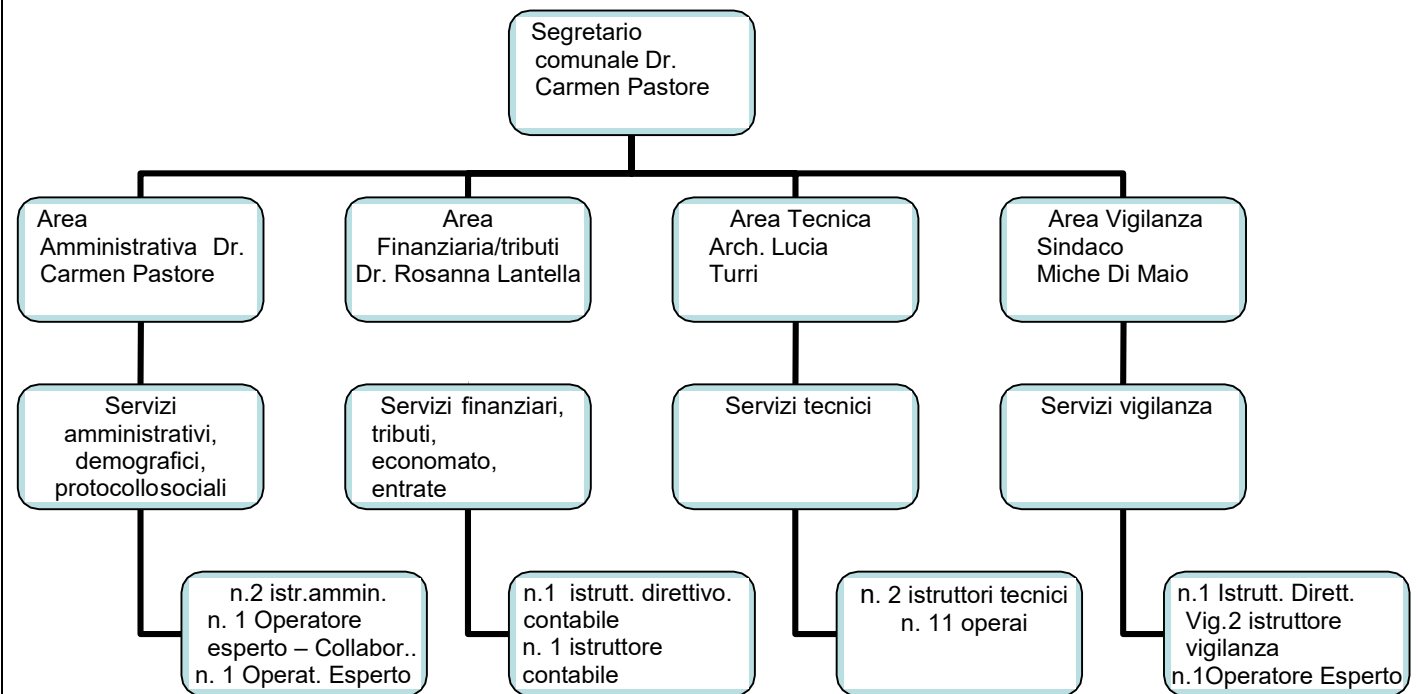 Segretario
comunale Dr.
Carmen Pastore
Area
Amministrativa Dr.
Carmen Pastore
Area
Finanziaria/tributi
Dr. Rosanna Lantella
Area Tecnica
Arch. Lucia
Turri
Area Vigilanza
Sindaco
Miche Di Maio
Servizi
amministrativi,
demografici,
protocollosociali
Servizi finanziari,
tributi,
economato,
entrate
Servizi tecnici
Servizi vigilanza
n.2 istr.ammin.
n. 1 Operatore
esperto – Collabor..
n. 1 Operat. Esperto
n.1 istrutt. direttivo.
contabile
n. 1 istruttore
contabile
n. 2 istruttori tecnici
n. 11 operai
n.1 Istrutt. Dirett.
Vig.2 istruttore
vigilanza
n.1Operatore Esperto